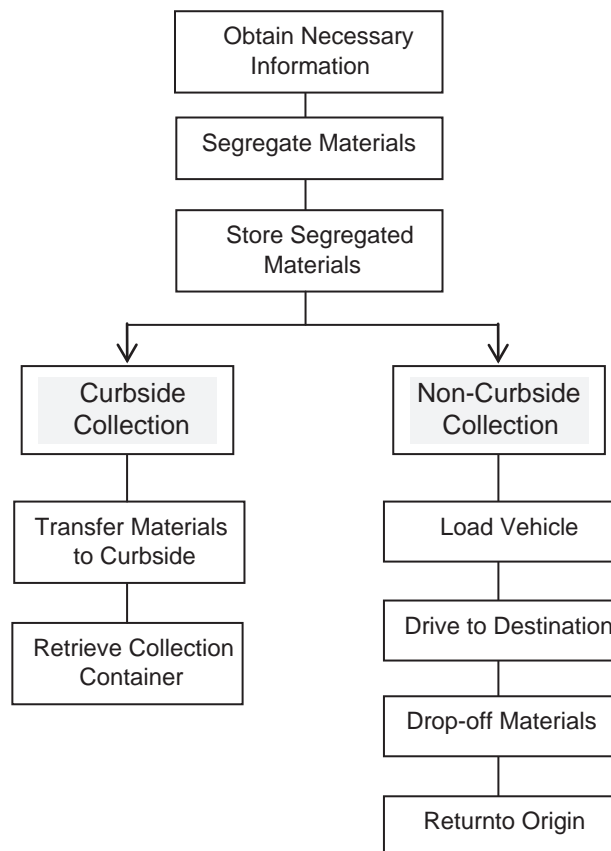 Obtain Necessary
Information
Segregate Materials
Store Segregated
Materials
Curbside
Collection
Transfer Materials
to Curbside
Retrieve Collection
Container
Non-Curbside
Collection
Load Vehicle
Drive to Destination
Drop-off Materials
Returnto Origin